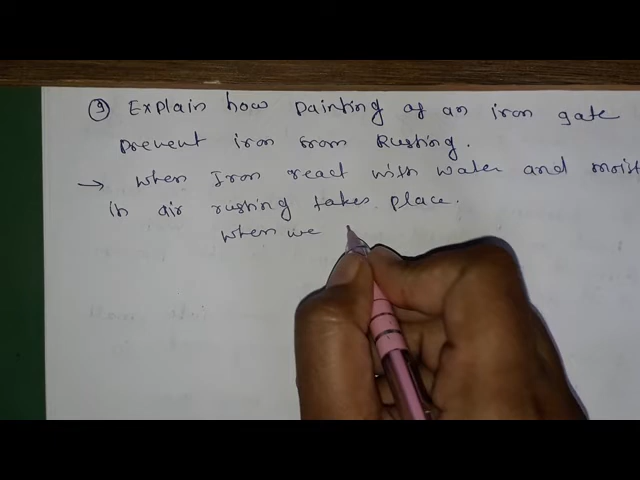 ③ Explain how painting of an iron gate
prevent iron from Rusting.
→ when Iron react with water and moist
in air rusting takes place.
when we